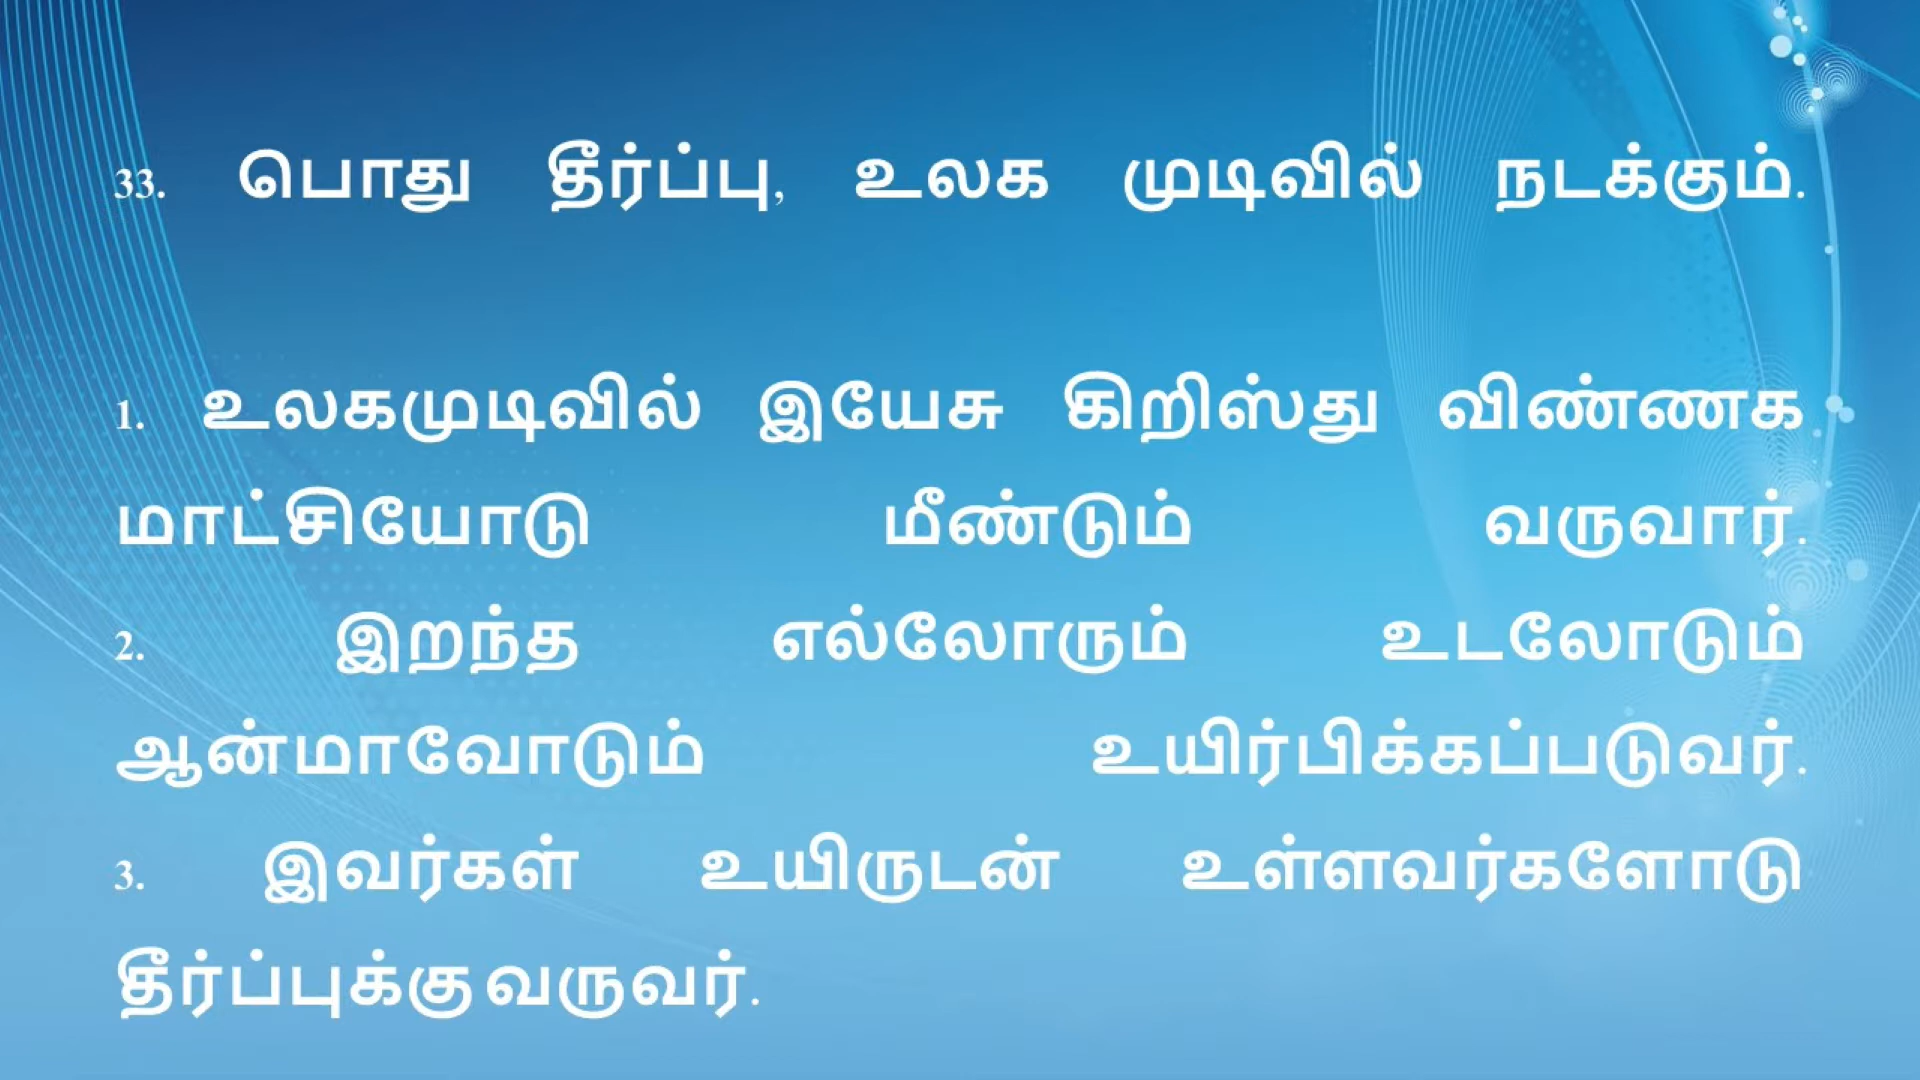 33. பொது தீர்ப்பு, உலக முடிவில் நடக்கும்.
1. உலகமுடிவில் இயேசு கிறிஸ்து விண்ணக
மாட்சியோடு மீண்டும் வருவார்.
2. இறந்த எல்லோரும் உடலோடும்
ஆன்மாவோடும் உயிர்பிக்கப்படுவர்.
3. இவர்கள் உயிருடன் உள்ளவர்களோடு
தீர்ப்புக்கு வருவர்.